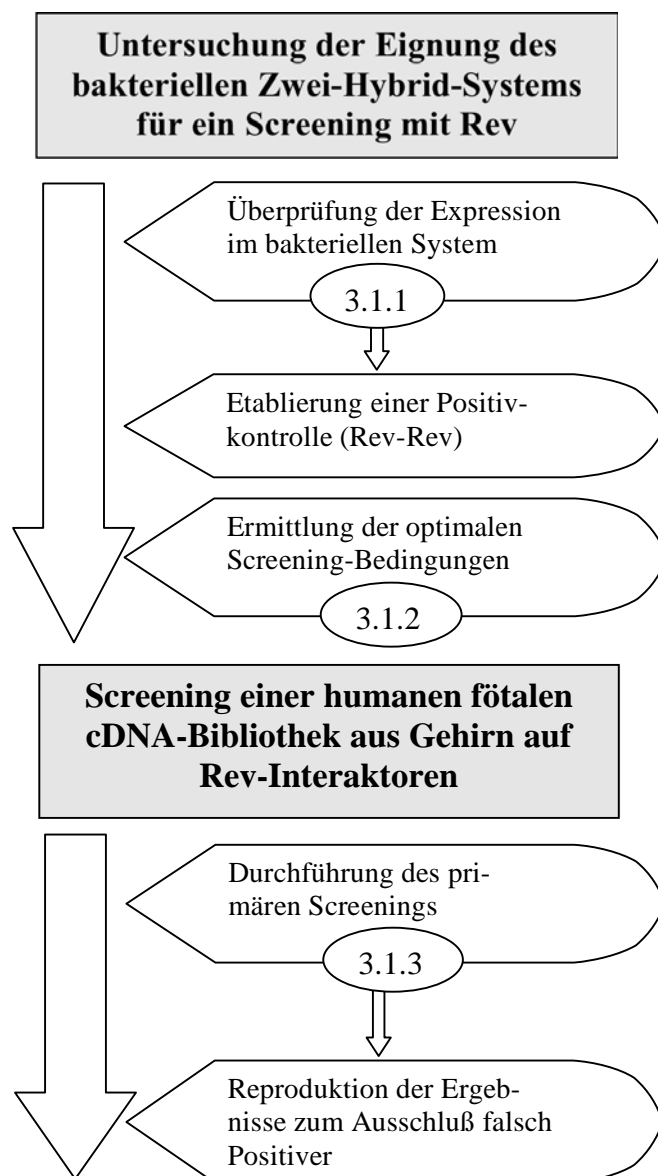 Untersuchung der Eignung des
bakteriellen Zwei-Hybrid-Systems
für ein Screening mit Rev
Überprüfung der Expression
im bakteriellen System
3.1.1
Etablierung einer Positiv-
kontrolle (Rev-Rev)
Ermittlung der optimalen
Screening-Bedingungen
3.1.2
Screening einer humanen fötalen
cDNA-Bibliothek aus Gehirn auf
Rev-Interaktoren
Durchführung des pri-
mären Screenings
3.1.3
Reproduktion der Ergeb-
nisse zum Ausschluß falsch
Positiver